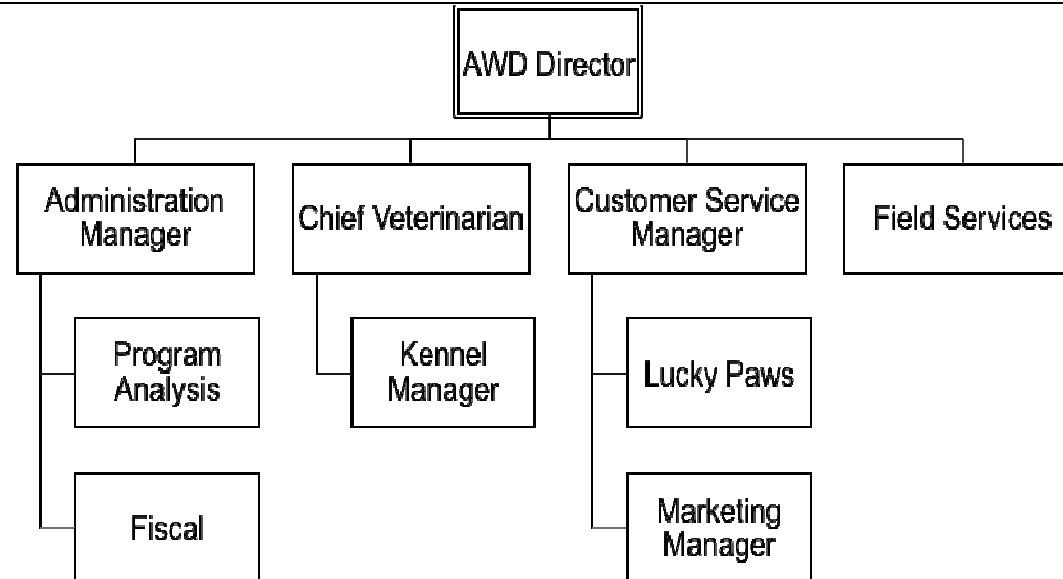 AWD Director
Administration
Manager
Chief Veterinarian
Customer Service
Manager
Field Services
Program
Analysis
Kennel
Manager
Lucky Paws
Fiscal
Marketing
Manager